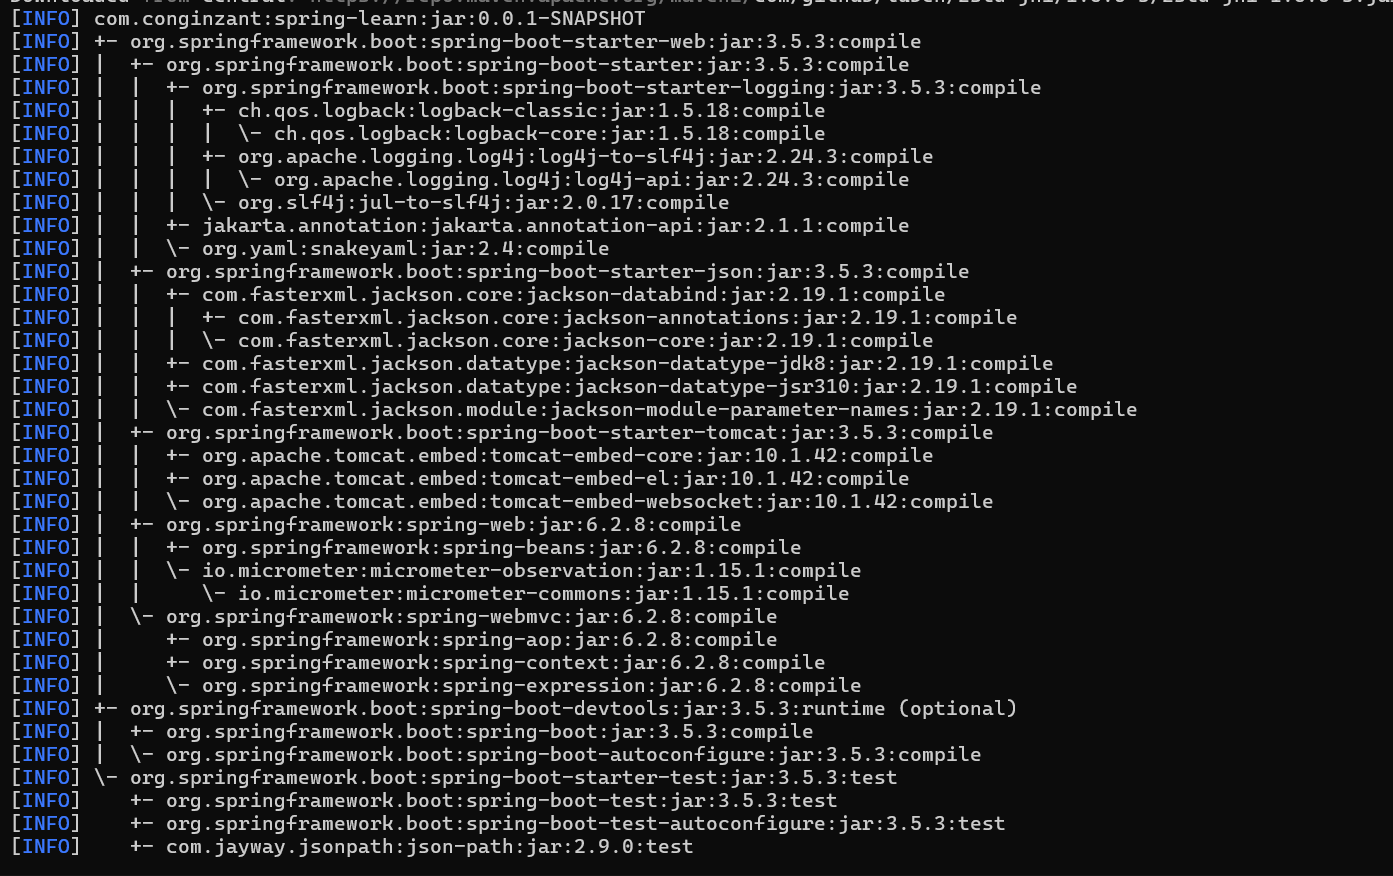 [INFO] com.conginzant:spring-learn:jar:0.0.1-SNAPSHOT
[INFO] +- org.springframework.boot:spring-boot-starter-web:jar:3.5.3:compile
[INFO] |  +- org.springframework.boot:spring-boot-starter:jar:3.5.3:compile
[INFO] |  |  +- org.springframework.boot:spring-boot-starter-logging:jar:3.5.3:compile
[INFO] |  |  |  +- ch.qos.logback:logback-classic:jar:1.5.18:compile
[INFO] |  |  |  |  \- ch.qos.logback:logback-core:jar:1.5.18:compile
[INFO] |  |  |  +- org.apache.logging.log4j:log4j-to-slf4j:jar:2.24.3:compile
[INFO] |  |  |  |  \- org.apache.logging.log4j:log4j-api:jar:2.24.3:compile
[INFO] |  |  |  \- org.slf4j:jul-to-slf4j:jar:2.0.17:compile
[INFO] |  |  +- jakarta.annotation:jakarta.annotation-api:jar:2.1.1:compile
[INFO] |  |  \- org.yaml:snakeyaml:jar:2.4:compile
[INFO] |  +- org.springframework.boot:spring-boot-starter-json:jar:3.5.3:compile
[INFO] |  |  +- com.fasterxml.jackson.core:jackson-databind:jar:2.19.1:compile
[INFO] |  |  |  +- com.fasterxml.jackson.core:jackson-annotations:jar:2.19.1:compile
[INFO] |  |  |  \- com.fasterxml.jackson.core:jackson-core:jar:2.19.1:compile
[INFO] |  |  +- com.fasterxml.jackson.datatype:jackson-datatype-jdk8:jar:2.19.1:compile
[INFO] |  |  +- com.fasterxml.jackson.datatype:jackson-datatype-jsr310:jar:2.19.1:compile
[INFO] |  |  \- com.fasterxml.jackson.module:jackson-module-parameter-names:jar:2.19.1:compile
[INFO] |  +- org.springframework.boot:spring-boot-starter-tomcat:jar:3.5.3:compile
[INFO] |  |  +- org.apache.tomcat.embed:tomcat-embed-core:jar:10.1.42:compile
[INFO] |  |  +- org.apache.tomcat.embed:tomcat-embed-el:jar:10.1.42:compile
[INFO] |  |  \- org.apache.tomcat.embed:tomcat-embed-websocket:jar:10.1.42:compile
[INFO] |  +- org.springframework:spring-web:jar:6.2.8:compile
[INFO] |  |  +- org.springframework:spring-beans:jar:6.2.8:compile
[INFO] |  |  \- io.micrometer:micrometer-observation:jar:1.15.1:compile
[INFO] |  |     \- io.micrometer:micrometer-commons:jar:1.15.1:compile
[INFO] |  \- org.springframework:spring-webmvc:jar:6.2.8:compile
[INFO] |     +- org.springframework:spring-aop:jar:6.2.8:compile
[INFO] |     +- org.springframework:spring-context:jar:6.2.8:compile
[INFO] |     \- org.springframework:spring-expression:jar:6.2.8:compile
[INFO] +- org.springframework.boot:spring-boot-devtools:jar:3.5.3:runtime (optional)
[INFO] |  +- org.springframework.boot:spring-boot:jar:3.5.3:compile
[INFO] |  \- org.springframework.boot:spring-boot-autoconfigure:jar:3.5.3:compile
[INFO] \- org.springframework.boot:spring-boot-starter-test:jar:3.5.3:test
[INFO]    +- org.springframework.boot:spring-boot-test:jar:3.5.3:test
[INFO]    +- org.springframework.boot:spring-boot-test-autoconfigure:jar:3.5.3:test
[INFO]    +- com.jayway.jsonpath:json-path:jar:2.9.0:test